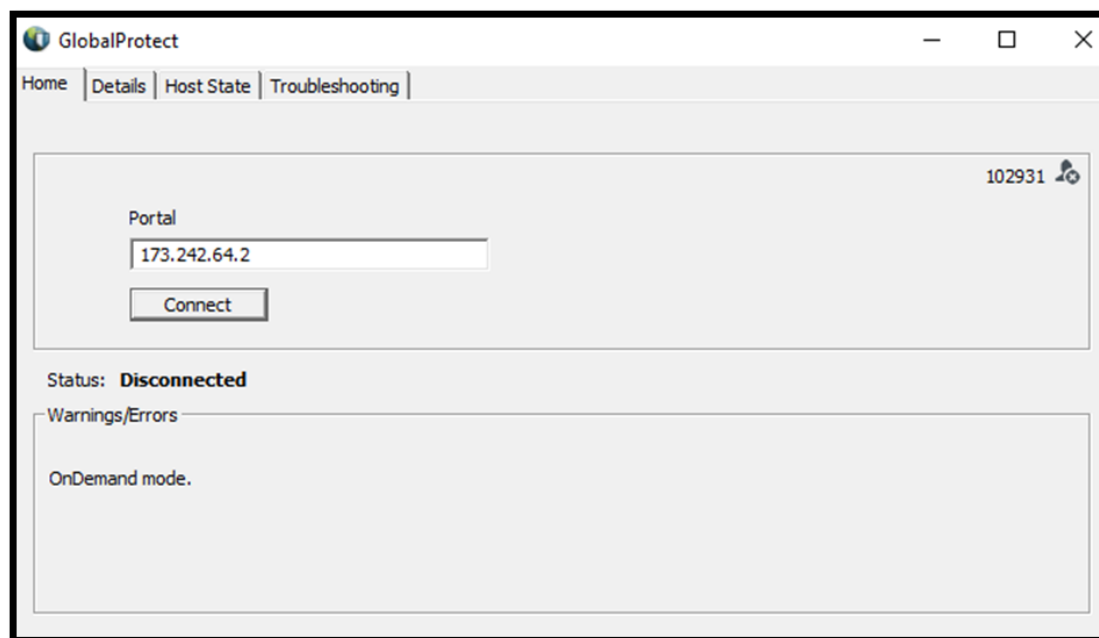 GlobalProtect
Home Details Host State Troubleshooting
102931
Portal
173.242.64.2
Connect
Status: Disconnected
Warnings/Errors
OnDemand mode.